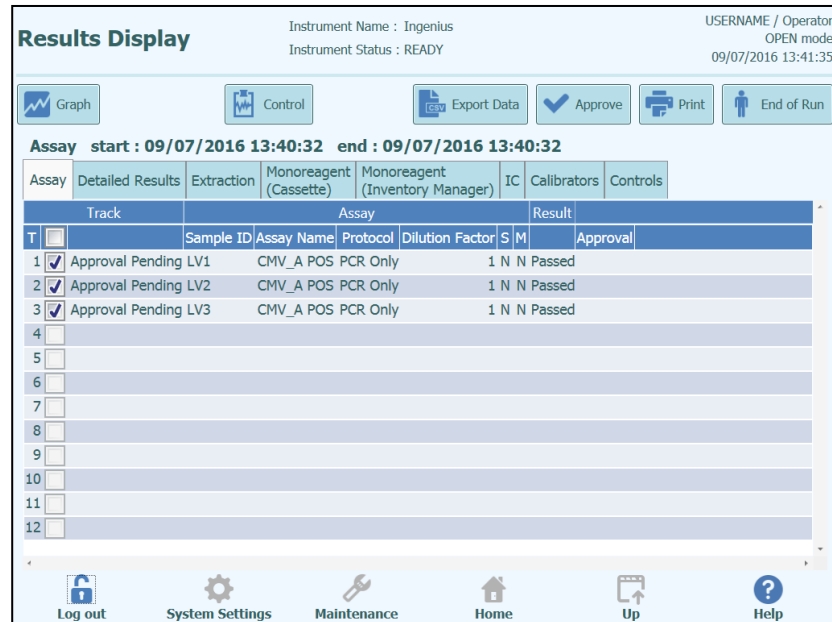 Results Display
Instrument Name : Ingenius
Instrument Status : READY
USERNAME / Operator
OPEN mode
09/07/2016 13:41:35
Graph
Control
CSV
Export Data
Approve
Print
End of Run
Assay start : 09/07/2016 13:40:32 end : 09/07/2016 13:40:32
Assay
Detailed Results
Extraction
Monoreagent
(Cassette)
Monoreagent
(Inventory Manager)
IC
Calibrators
Controls
Track Assay Result
T Sample ID Assay Name Protocol Dilution Factor S M Approval
1 Approval Pending LV1 CMV_A POS PCR Only 1 N N Passed
2 Approval Pending LV2 CMV_A POS PCR Only 1 N N Passed
3 Approval Pending LV3 CMV_A POS PCR Only 1 N N Passed
4
5
6
7
8
9
10
11
12
Log out
System Settings
Maintenance
Home
Up
Help